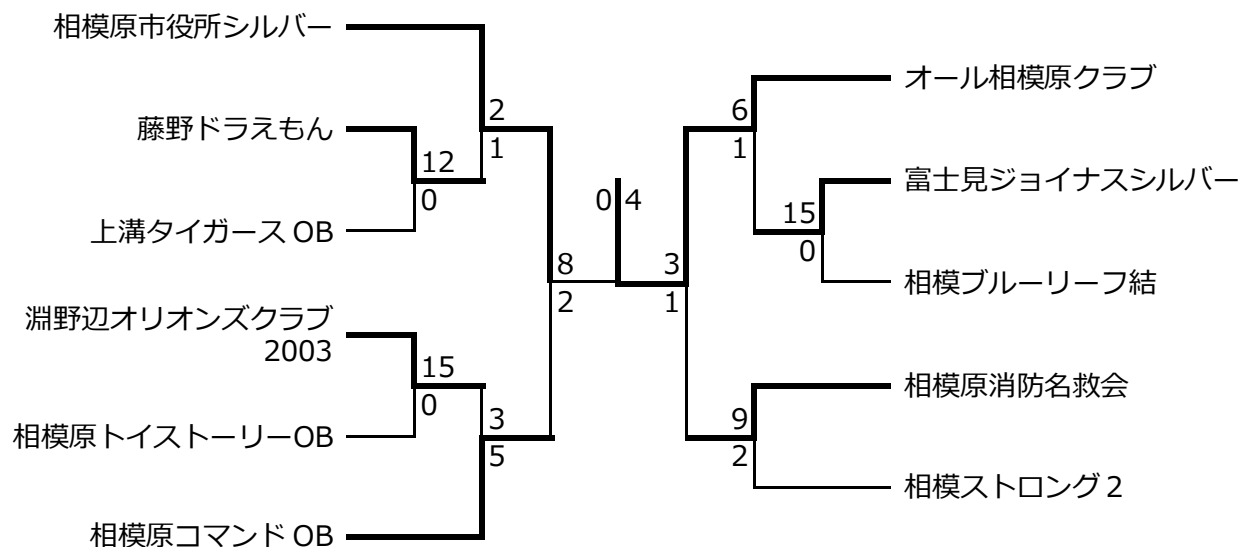 相模原市役所シルバー
藤野ドラえもん
上溝タイガース OB
淵野辺オリオンズクラブ
2003
相模原トイストーリーOB
相模原コマンド OB
2
1
12
0
15
0
3
5
8
2
0 4
3
1
6
1
15
0
9
2
オール相模原クラブ
富士見ジョイナスシルバー
相模ブルーリーフ結
相模原消防名救会
相模ストロング２